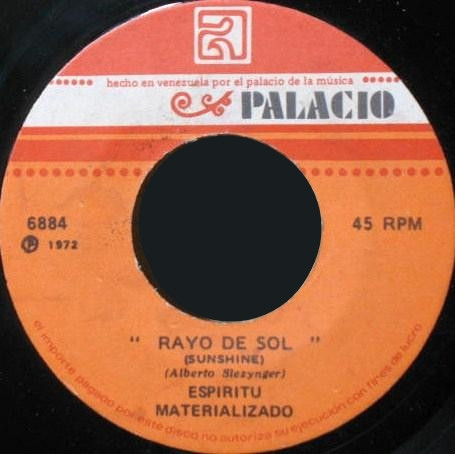 hecho en venezuela por el palacio de la música
PALACIO
6884
45 RPM
℗ 1972
" RAYO DE SOL "
(SUNSHINE)
(Alberto Slezynger)
ESPIRITU
MATERIALIZADO
el importe pagado por este disco no autoriza su ejecución con fines de lucro